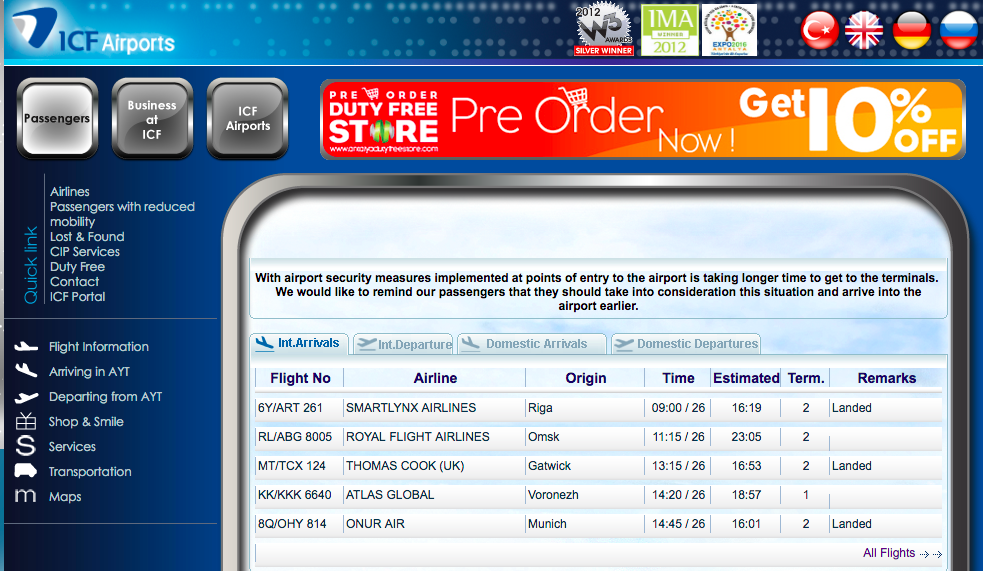 ICF Airports
2012
W3
AWARDS
SILVER WINNER
IMA
WINNER
2012
EXPO2016
ANTALYA
Passengers
Business
at
ICF
ICF
Airports
PRE ORDER
DUTY FREE
STORE
www.antalyadutyfreestore.com
Pre Order
Now !
Get 10% OFF
Quick link
Airlines
Passengers with reduced
mobility
Lost & Found
CIP Services
Duty Free
Contact
ICF Portal
Flight Information
Arriving in AYT
Departing from AYT
Shop & Smile
Services
Transportation
Maps
With airport security measures implemented at points of entry to the airport is taking longer time to get to the terminals.
We would like to remind our passengers that they should take into consideration this situation and arrive into the
airport earlier.
Int.Arrivals Int.Departure Domestic Arrivals Domestic Departures
Flight No Airline Origin Time Estimated Term. Remarks
6Y/ART 261 SMARTLYNX AIRLINES Riga 09:00 / 26 16:19 2 Landed
RL/ABG 8005 ROYAL FLIGHT AIRLINES Omsk 11:15 / 26 23:05 2
MT/TCX 124 THOMAS COOK (UK) Gatwick 13:15 / 26 16:53 2 Landed
KK/KKK 6640 ATLAS GLOBAL Voronezh 14:20 / 26 18:57 1
8Q/OHY 814 ONUR AIR Munich 14:45 / 26 16:01 2 Landed
All Flights